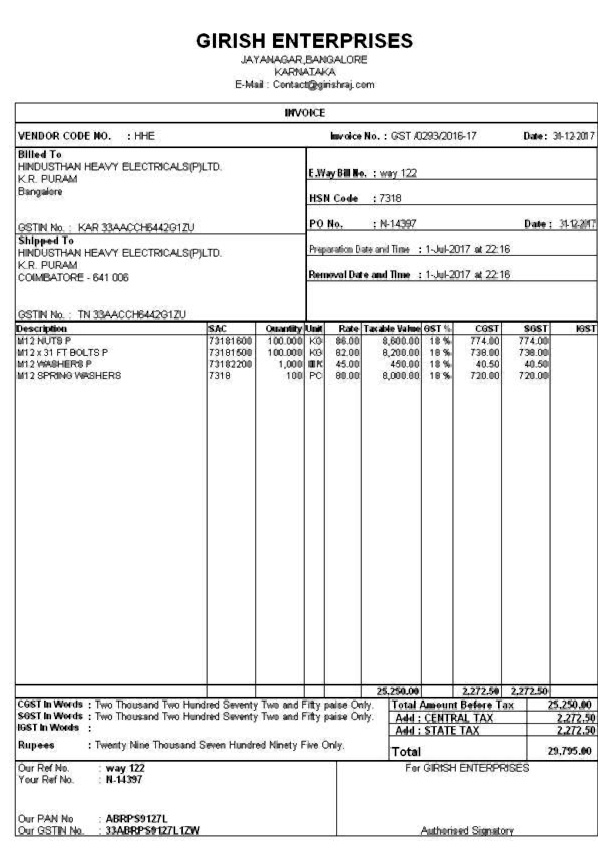 GIRISH ENTERPRISES
JAYANAGAR,BANGALORE
KARNATAKA
E-Mail : Contact@girishraj.com
INVOICE
VENDOR CODE NO. : HHE Invoice No. : GST /0293/2016-17 Date : 31-12-2017
Billed To
HINDUSTHAN HEAVY ELECTRICALS(P)LTD.
K.R. PURAM
Bangalore
GSTIN No. : KAR 33AACCH6442G1ZU
E.Way Bill No. : way 122
HSN Code : 7318
PO No. : N-14397 Date : 31-12-2017
Shipped To
HINDUSTHAN HEAVY ELECTRICALS(P)LTD.
K.R. PURAM
COIMBATORE - 641 006
GSTIN No. : TN 33AACCH6442G1ZU
Preparation Date and Time : 1-Jul-2017 at 22:16
Removal Date and Time : 1-Jul-2017 at 22:16
Description SAC Quantity Unit Rate Taxable Value GST % CGST SGST IGST
M12 NUTS P 73181600 100.000 KG 86.00 8,600.00 18 % 774.00 774.00
M12 x 31 FT BOLTS P 73181500 100.000 KG 82.00 8,200.00 18 % 738.00 738.00
M12 WASHERS P 73182200 1,000 45.00 450.00 18 % 40.50 40.50
M12 SPRING WASHERS 7318 100 PC 80.00 8,000.00 18 % 720.00 720.00
25,250.00 2,272.50 2,272.50
CGST In Words : Two Thousand Two Hundred Seventy Two and Fifty paise Only.
SGST In Words : Two Thousand Two Hundred Seventy Two and Fifty paise Only.
IGST In Words :
Rupees : Twenty Nine Thousand Seven Hundred Ninety Five Only.
Total Amount Before Tax 25,250.00
Add : CENTRAL TAX 2,272.50
Add : STATE TAX 2,272.50
Total 29,795.00
Our Ref No. : way 122
Your Ref No. : N-14397
Our PAN No : ABRPS9127L
Our GSTIN No. : 33ABRPS9127L1ZW
For GIRISH ENTERPRISES
Authorised Signatory